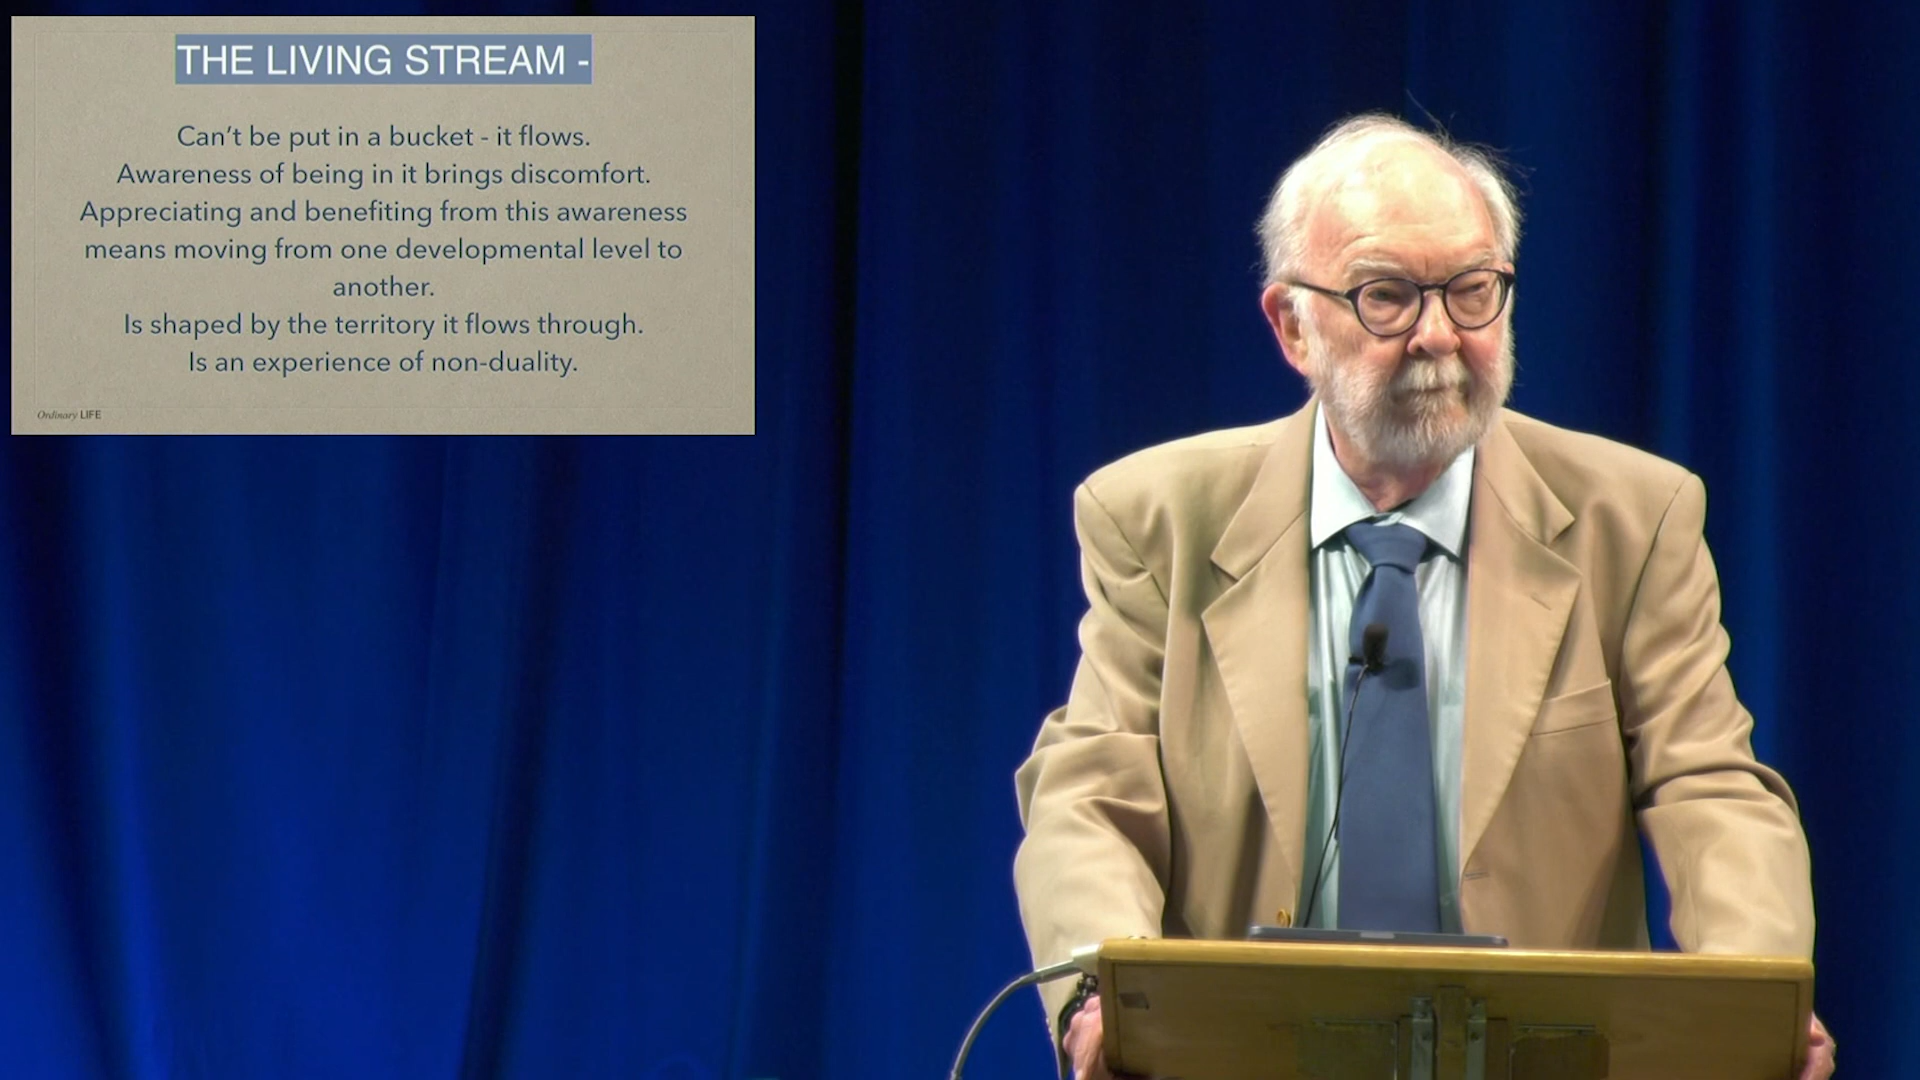 THE LIVING STREAM -
Can't be put in a bucket - it flows.
Awareness of being in it brings discomfort.
Appreciating and benefiting from this awareness
means moving from one developmental level to
another.
Is shaped by the territory it flows through.
Is an experience of non-duality.
Ordinary LIFE